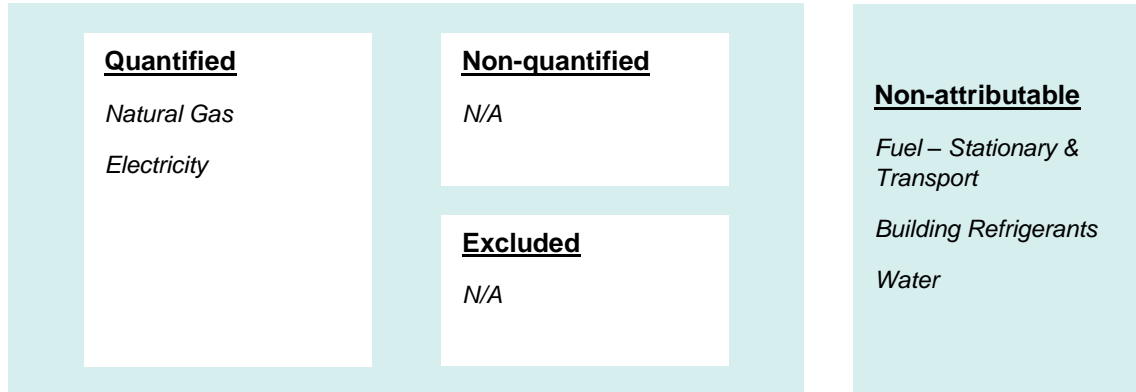 Quantified
Natural Gas
Electricity
Non-quantified
N/A
Excluded
N/A
Non-attributable
Fuel – Stationary &
Transport
Building Refrigerants
Water